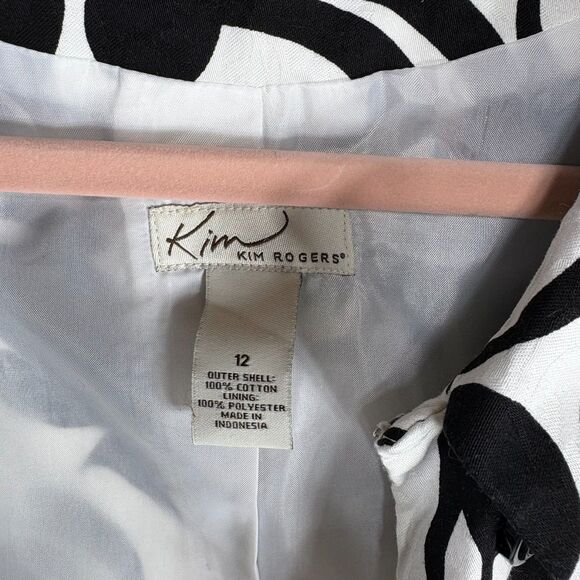 Kim
KIM ROGERS®
12
OUTER SHELL:
100% COTTON
LINING:
100% POLYESTER
MADE IN
INDONESIA